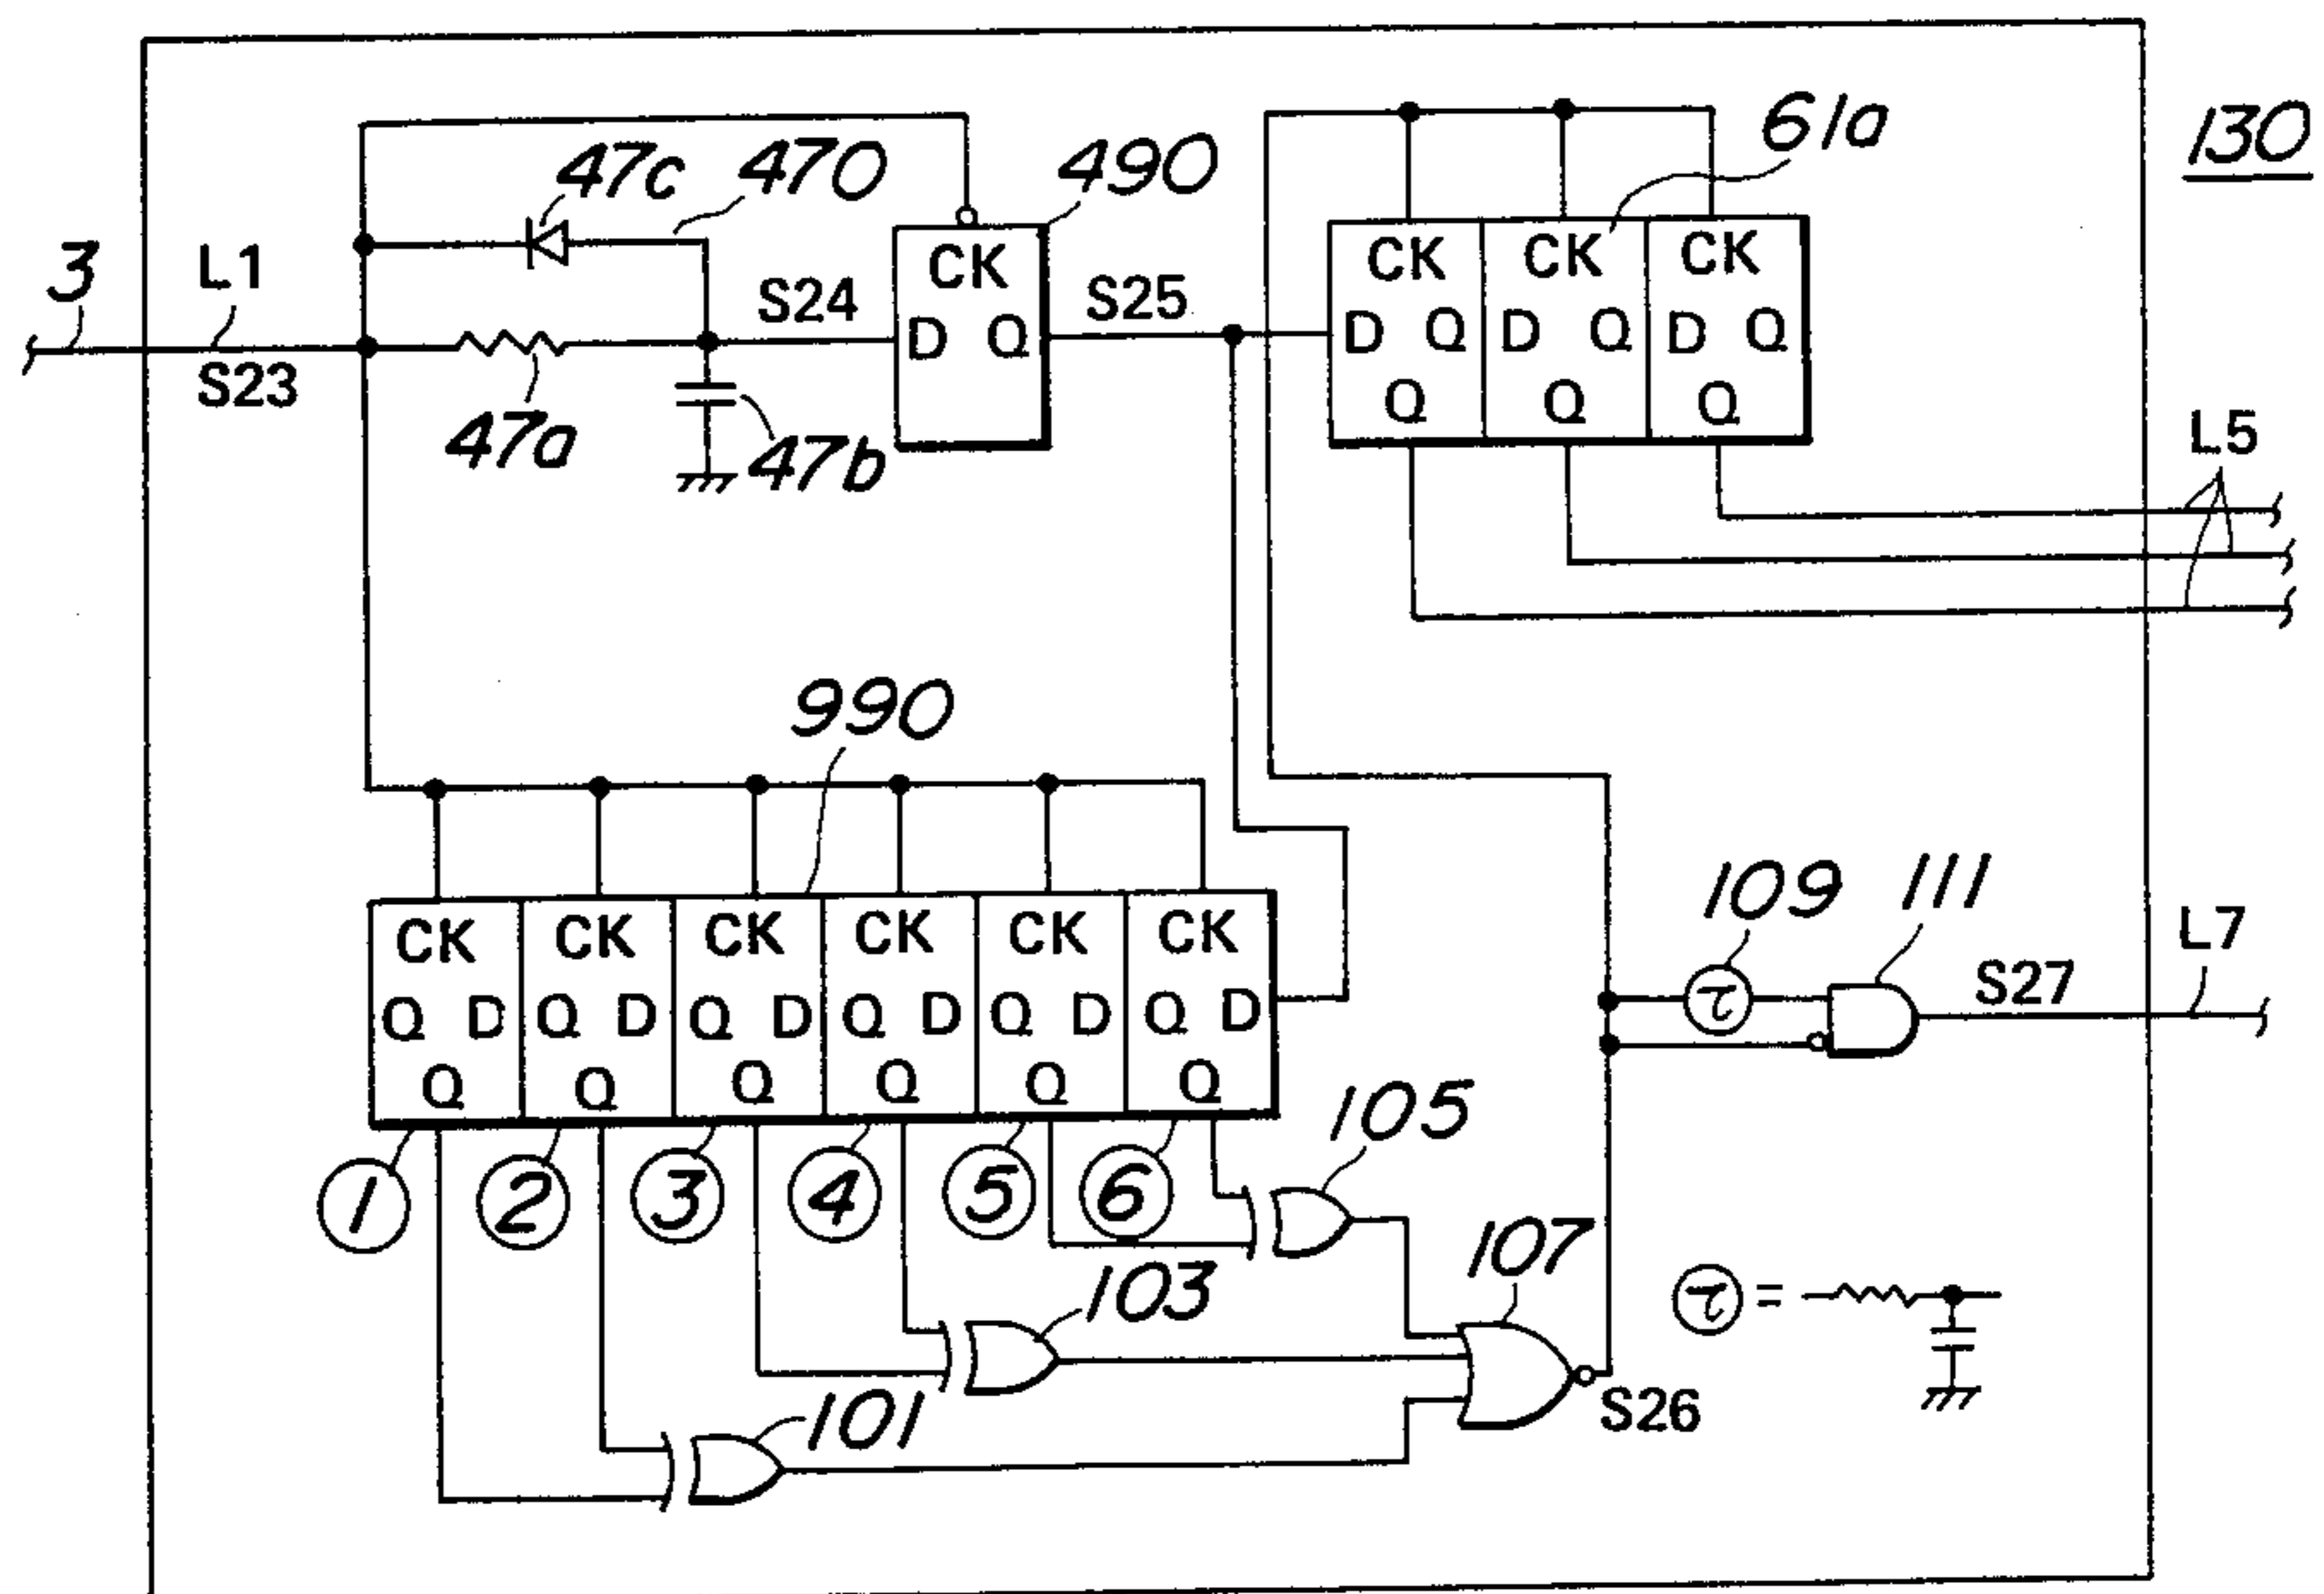 130
61a
47c 470 490
3 L1 S24 S25
CK CK CK CK
D Q D Q D Q D Q
Q Q Q
S23
47a 47b
L5
990
109 111 L7
CK CK CK CK CK CK
S27
τ
Q D Q D Q D Q D Q D Q D
Q Q Q Q Q Q
105
1 2 3 4 5 6
107
103
τ =
101
S26